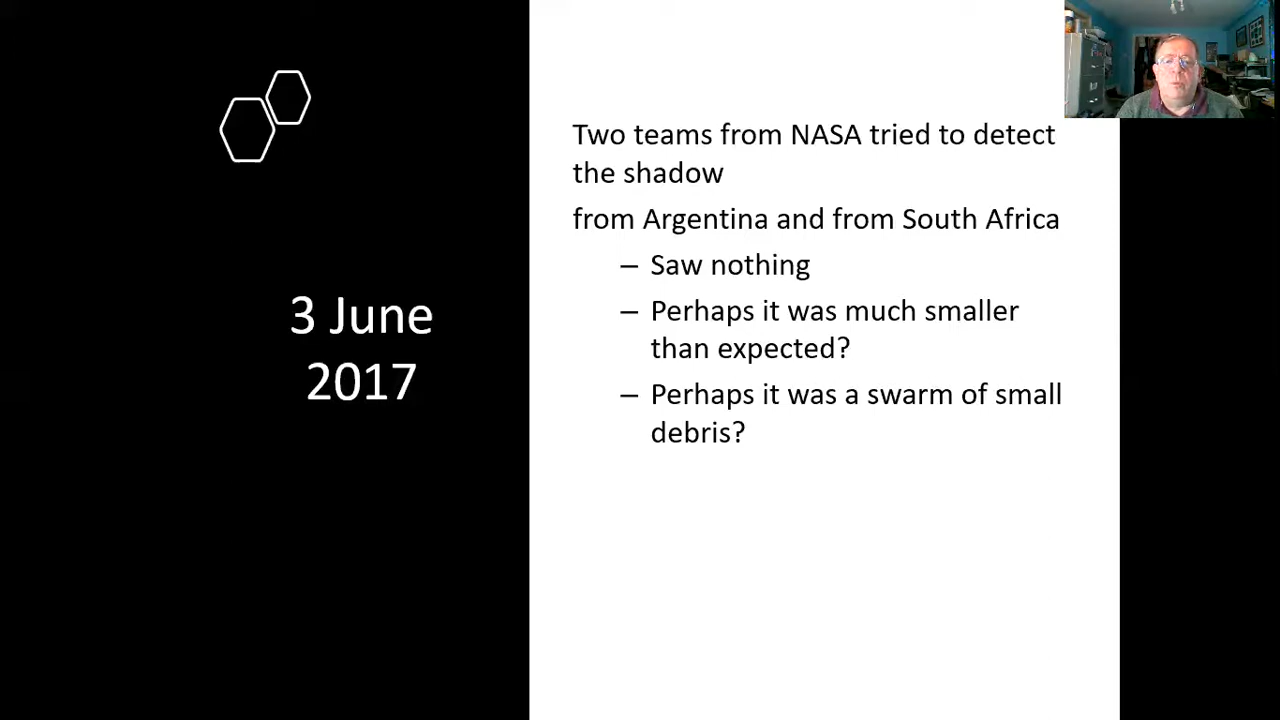 3 June
2017
Two teams from NASA tried to detect
the shadow
from Argentina and from South Africa
– Saw nothing
– Perhaps it was much smaller
than expected?
– Perhaps it was a swarm of small
debris?